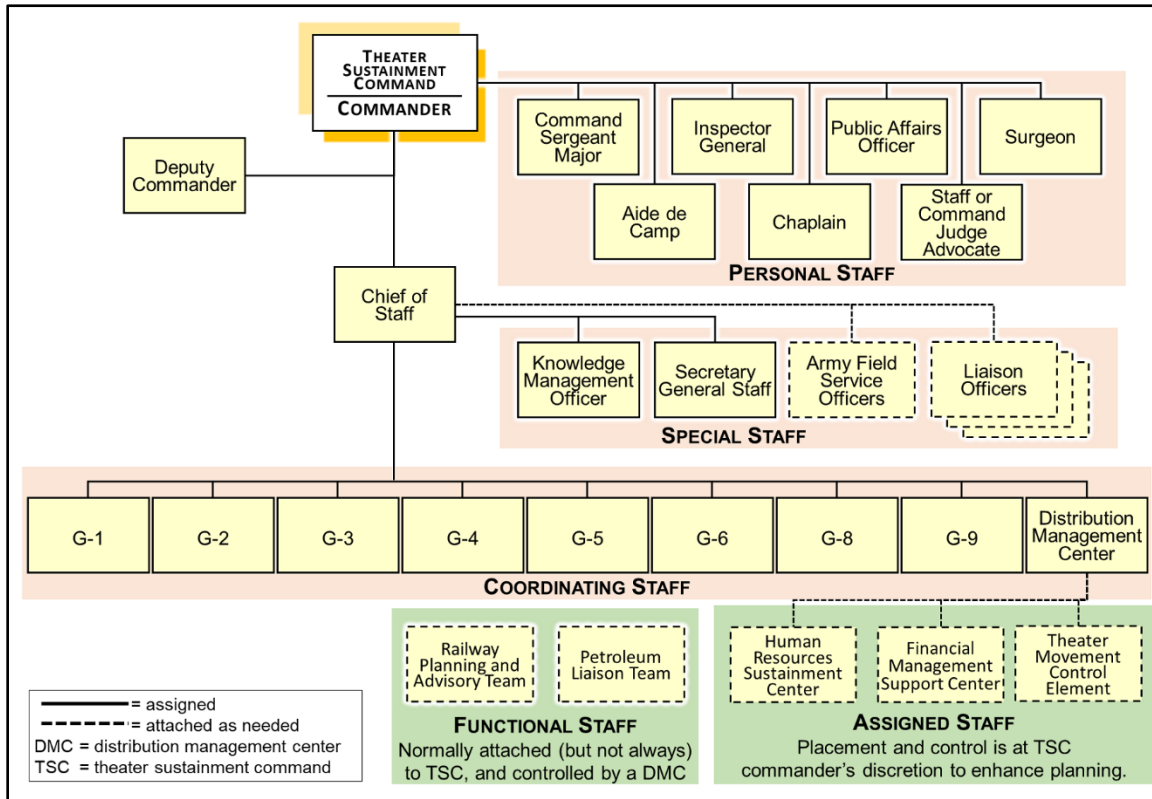 THEATER
SUSTAINMENT
COMMAND
COMMANDER
Deputy
Commander
Command
Sergeant
Major
Inspector
General
Public Affairs
Officer
Surgeon
Aide de
Camp
Chaplain
Staff or
Command
Judge
Advocate
PERSONAL STAFF
Chief of
Staff
Knowledge
Management
Officer
Secretary
General Staff
Army Field
Service
Officers
Liaison
Officers
SPECIAL STAFF
G-1
G-2
G-3
G-4
G-5
G-6
G-8
G-9
Distribution
Management
Center
COORDINATING STAFF
Railway
Planning and
Advisory Team
Petroleum
Liaison Team
FUNCTIONAL STAFF
Normally attached (but not always)
to TSC, and controlled by a DMC
Human
Resources
Sustainment
Center
Financial
Management
Support Center
Theater
Movement
Control
Element
ASSIGNED STAFF
Placement and control is at TSC
commander's discretion to enhance planning.
= assigned
= attached as needed
DMC = distribution management center
TSC = theater sustainment command